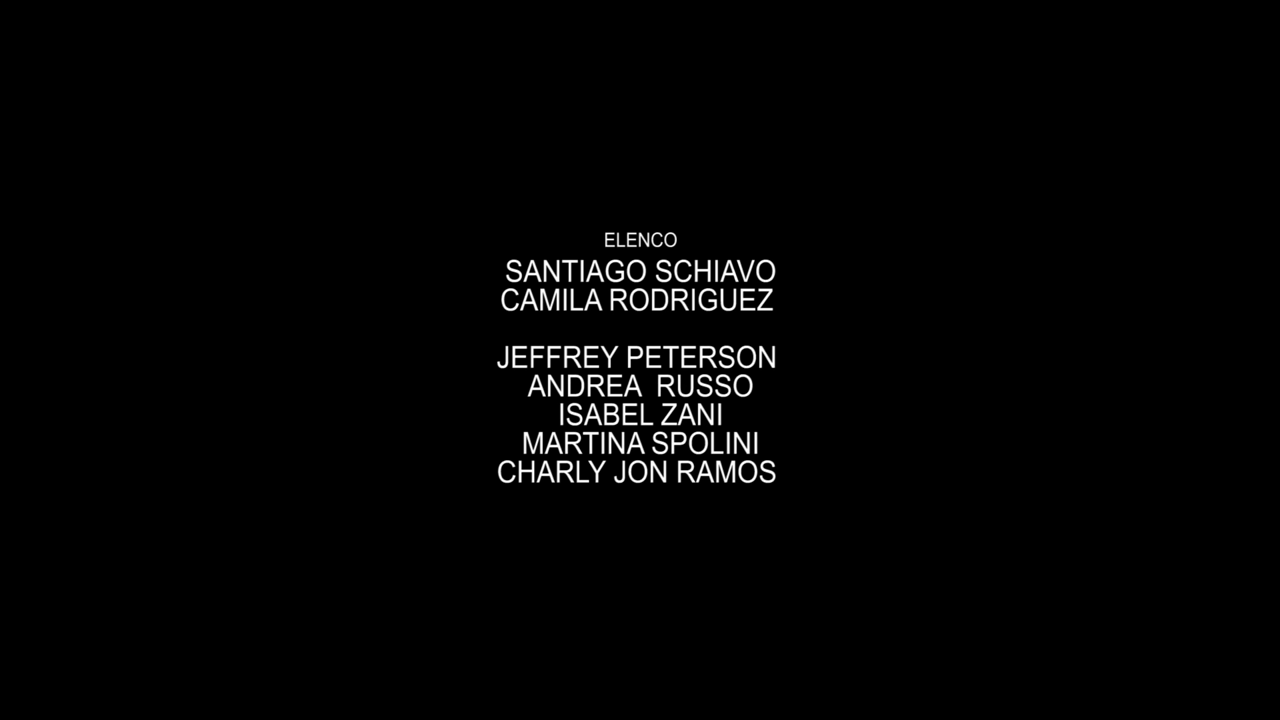 ELENCO
SANTIAGO SCHIAVO
CAMILA RODRIGUEZ
JEFFREY PETERSON
ANDREA  RUSSO
ISABEL ZANI
MARTINA SPOLINI
CHARLY JON RAMOS